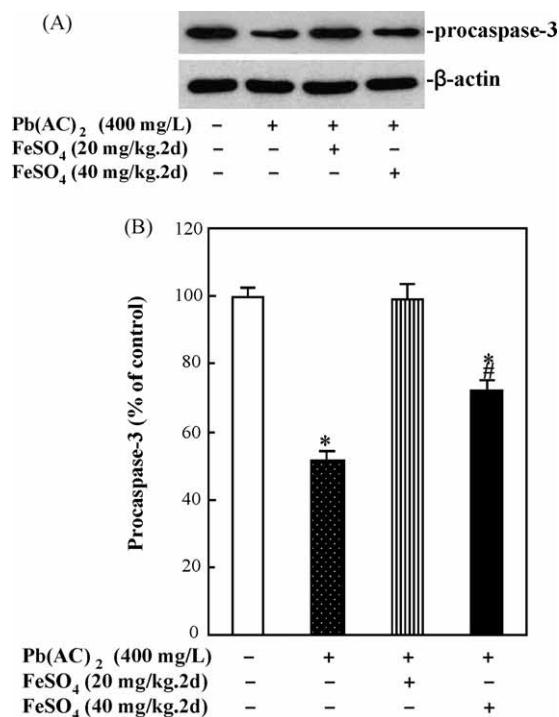 (A)
-procaspase-3
-β-actin
Pb(AC)₂ (400 mg/L) – + + +
FeSO₄ (20 mg/kg.2d) – – + –
FeSO₄ (40 mg/kg.2d) – – – +
(B)
Procaspase-3 (% of control)
120
100
80
60
40
20
0
*
*
#
Pb(AC)₂ (400 mg/L) – + + +
FeSO₄ (20 mg/kg.2d) – – + –
FeSO₄ (40 mg/kg.2d) – – – +